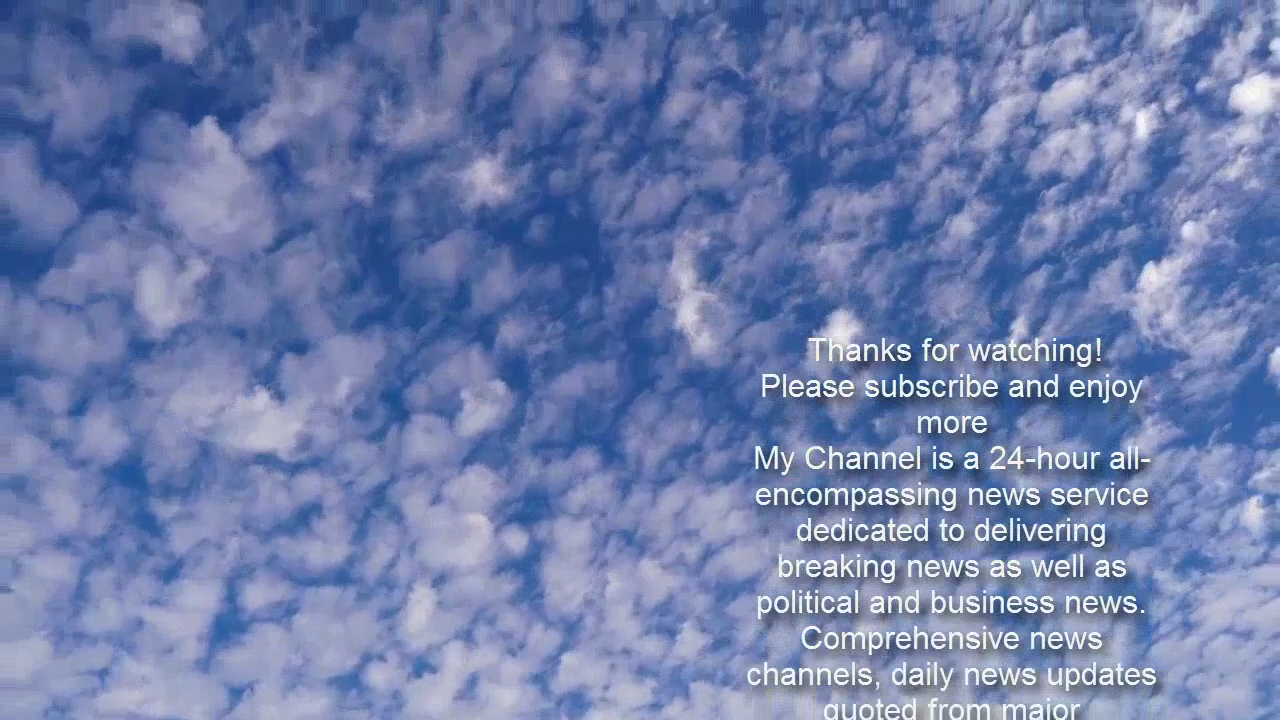 Thanks for watching!
Please subscribe and enjoy
more
My Channel is a 24-hour all-
encompassing news service
dedicated to delivering
breaking news as well as
political and business news.
Comprehensive news
channels, daily news updates
quoted from major